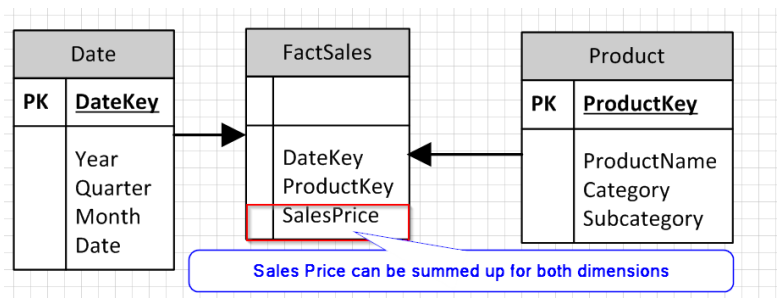 Date
PK DateKey
Year
Quarter
Month
Date
FactSales
DateKey
ProductKey
SalesPrice
Product
PK ProductKey
ProductName
Category
Subcategory
Sales Price can be summed up for both dimensions